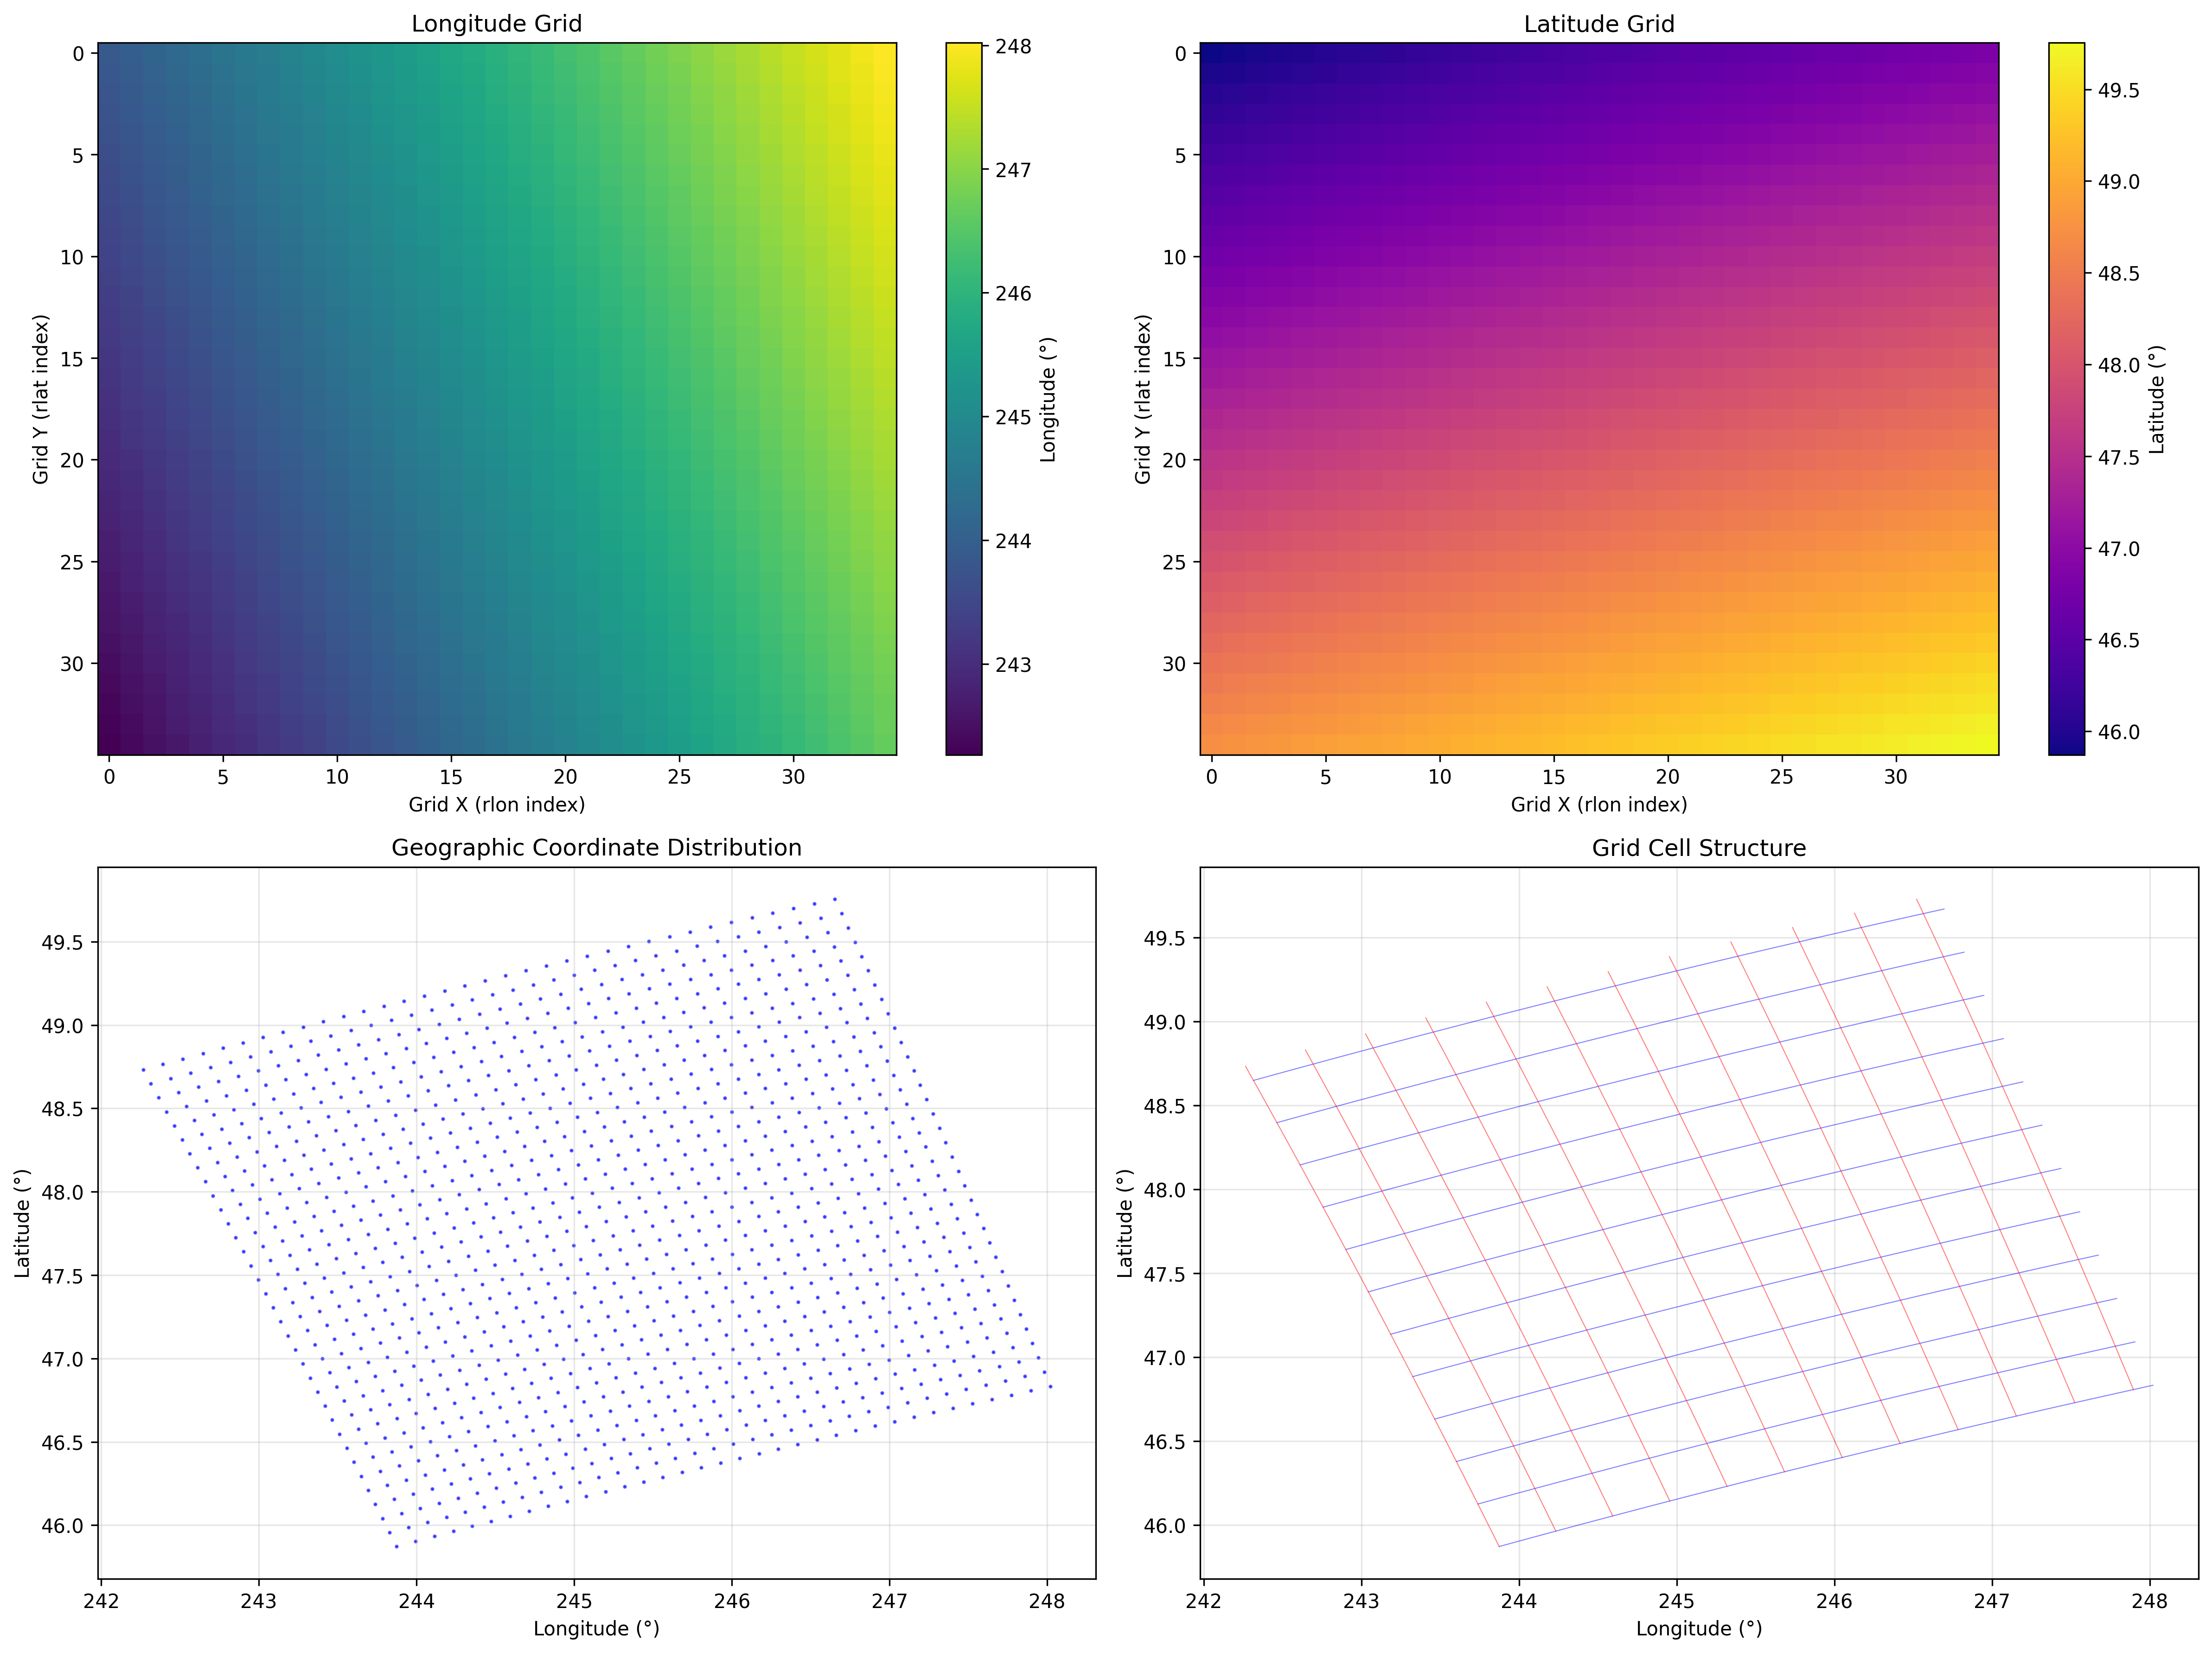 Longitude Grid
0
5
10
15
20
25
30
Grid Y (rlat index)
0 5 10 15 20 25 30
Grid X (rlon index)
248
247
246
245
244
243
Longitude (°)
Latitude Grid
0
5
10
15
20
25
30
Grid Y (rlat index)
0 5 10 15 20 25 30
Grid X (rlon index)
49.5
49.0
48.5
48.0
47.5
47.0
46.5
46.0
Latitude (°)
Geographic Coordinate Distribution
49.5
49.0
48.5
48.0
47.5
47.0
46.5
46.0
Latitude (°)
242 243 244 245 246 247 248
Longitude (°)
Grid Cell Structure
49.5
49.0
48.5
48.0
47.5
47.0
46.5
46.0
Latitude (°)
242 243 244 245 246 247 248
Longitude (°)